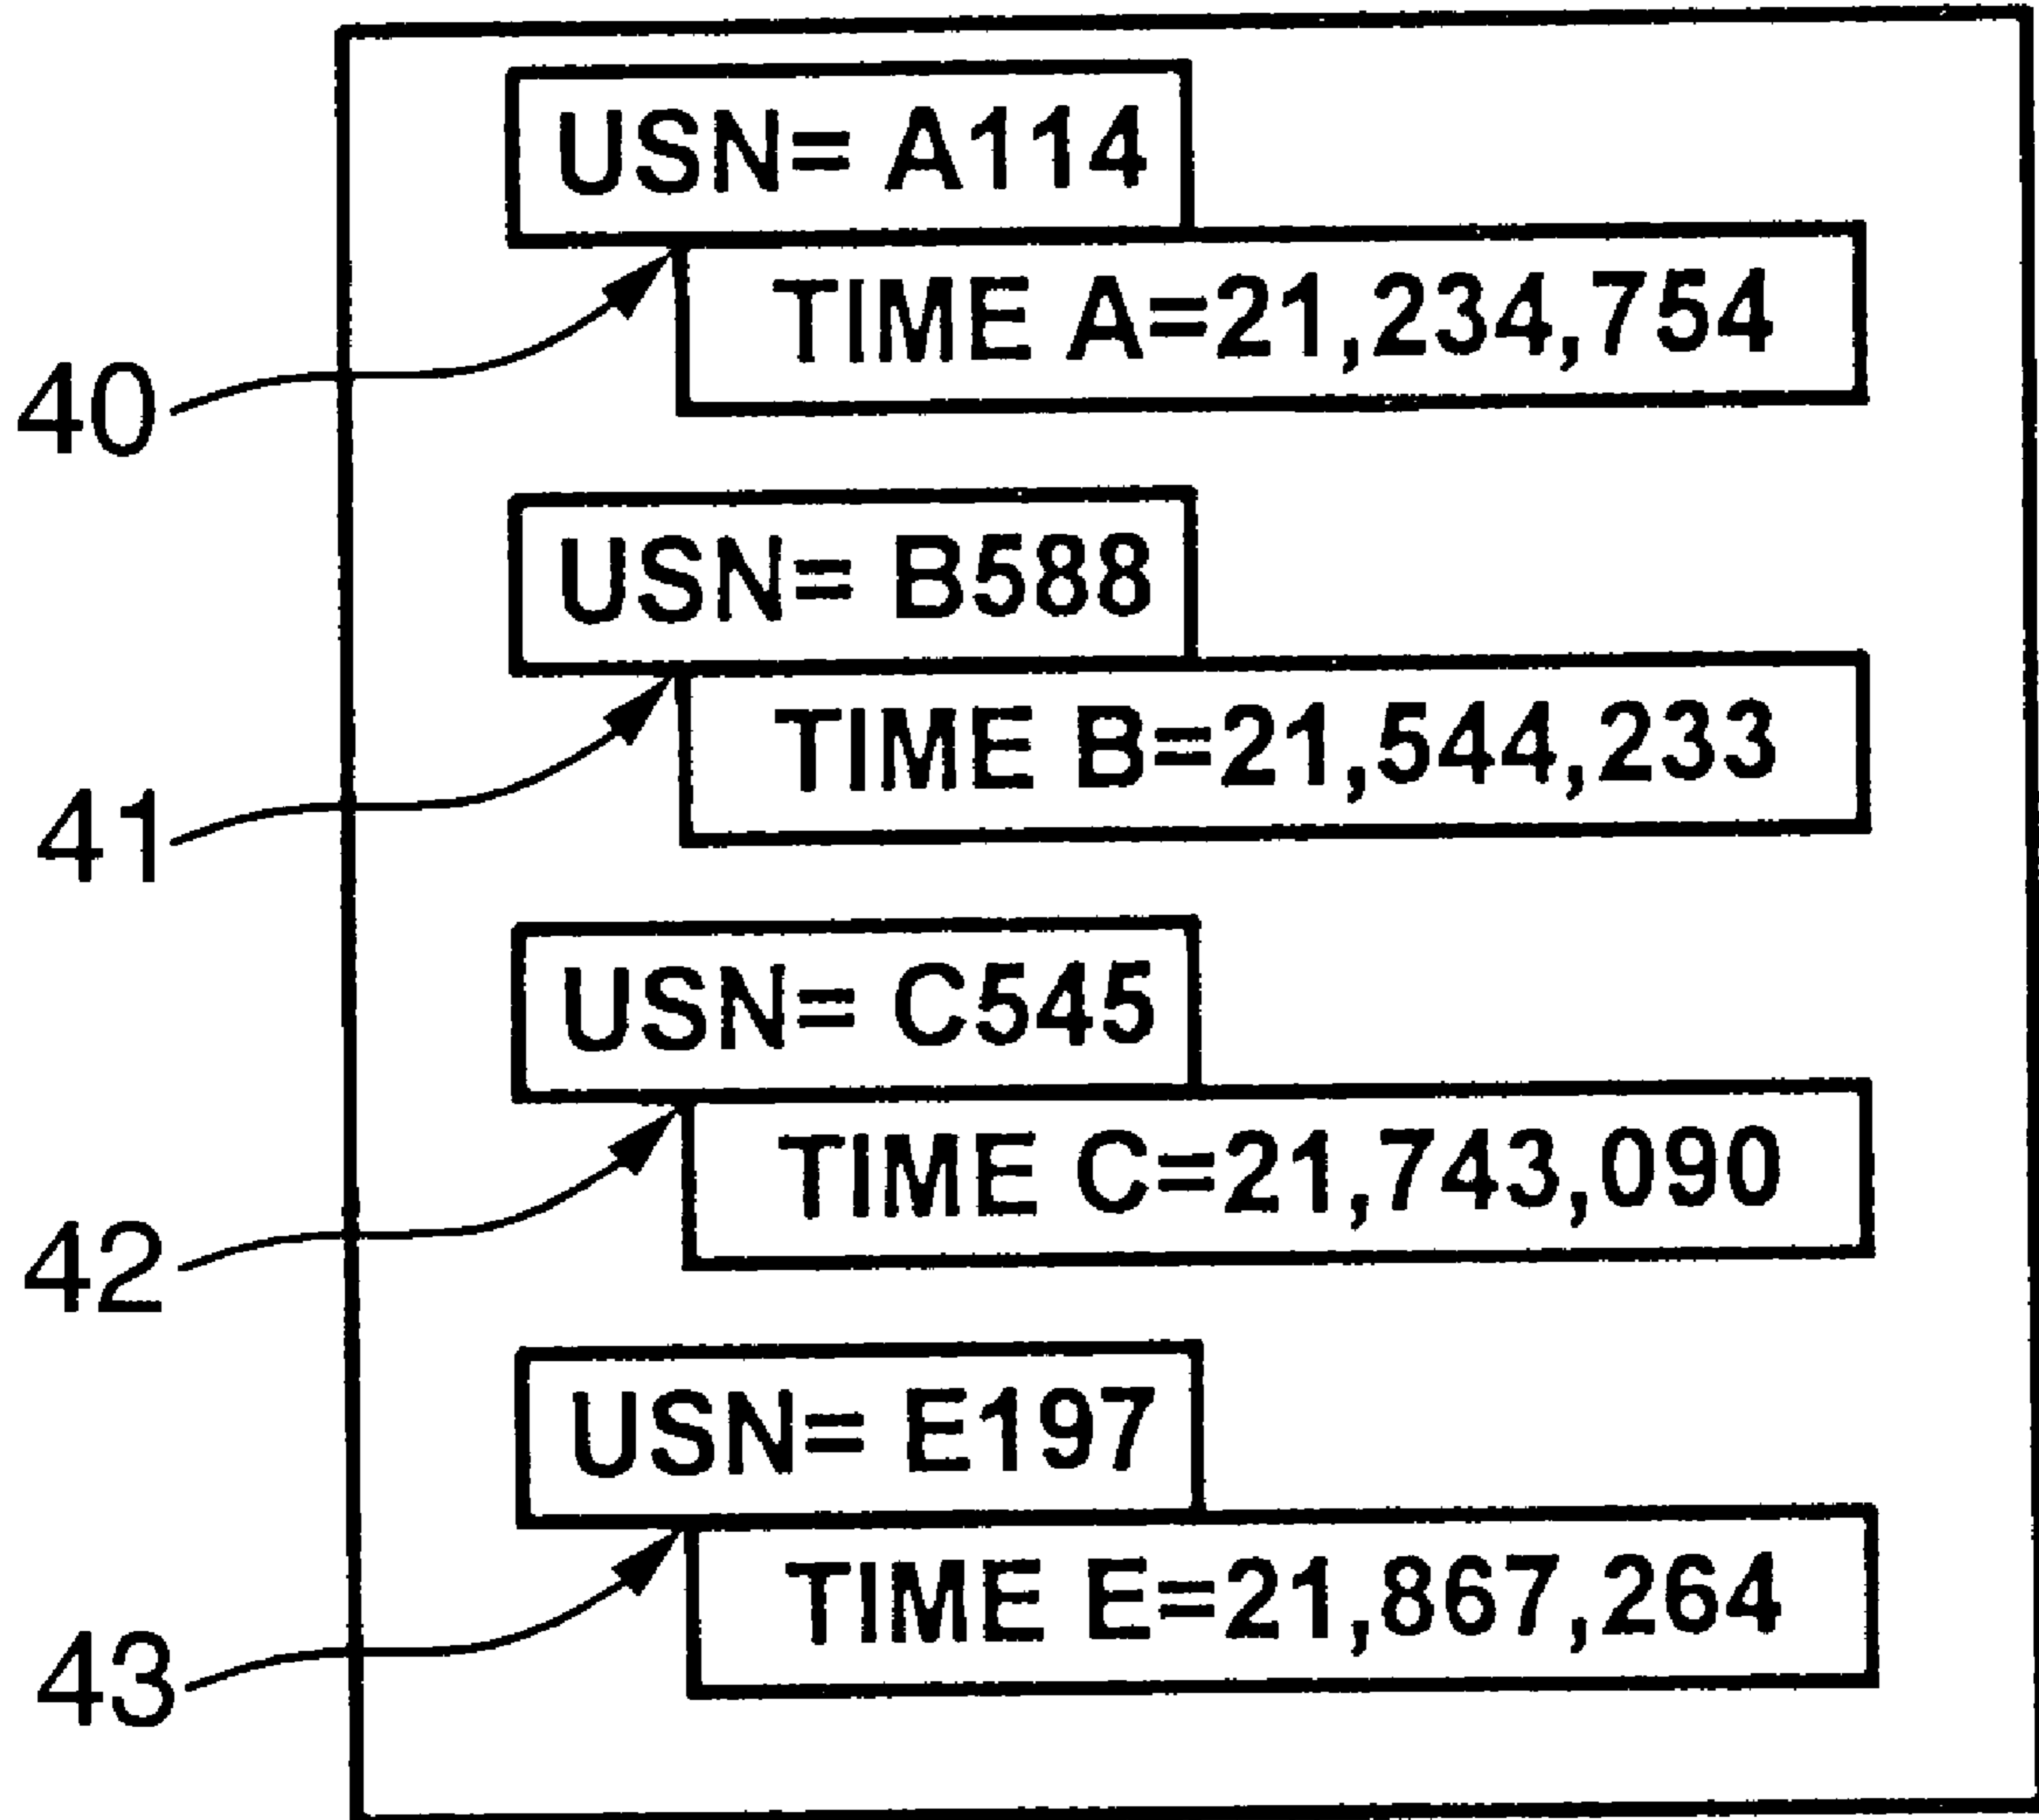 USN= A114
TIME A=21,234,754
40
USN= B588
TIME B=21,544,233
41
USN= C545
TIME C=21,743,090
42
USN= E197
TIME E=21,867,264
43